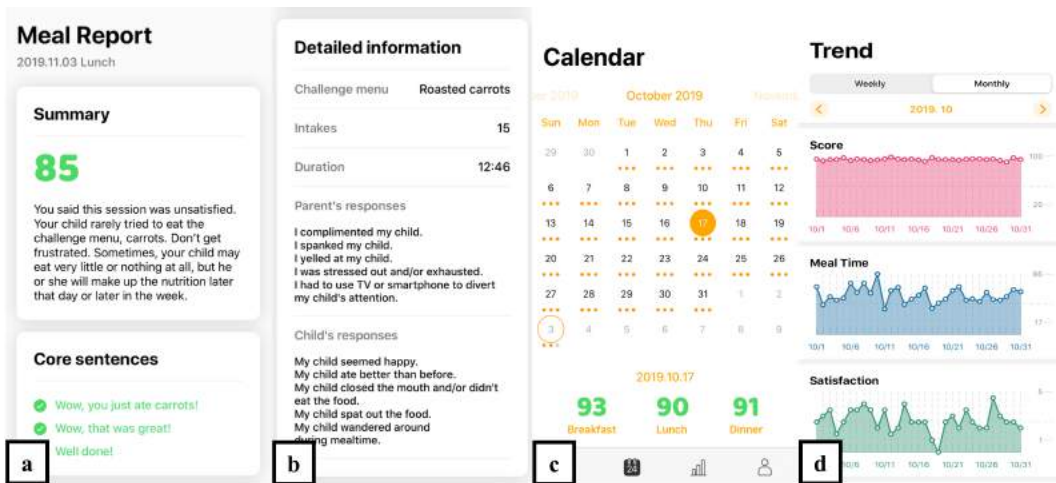 Meal Report
2019.11.03 Lunch
Summary
85
You said this session was unsatisfied.
Your child rarely tried to eat the
challenge menu, carrots. Don't get
frustrated. Sometimes, your child may
eat very little or nothing at all, but he
or she will make up the nutrition later
that day or later in the week.
Core sentences
Wow, you just ate carrots!
Wow, that was great!
Well done!
a
Detailed information
Challenge menu Roasted carrots
Intakes 15
Duration 12:46
Parent's responses
I complimented my child.
I spanked my child.
I yelled at my child.
I was stressed out and/or exhausted.
I had to use TV or smartphone to divert
my child's attention.
Child's responses
My child seemed happy.
My child ate better than before.
My child closed the mouth and/or didn't
eat the food.
My child spat out the food.
My child wandered around
during mealtime.
b
Calendar
October 2019
Sun Mon Tue Wed Thu Fri Sat
29 30 1 2 3 4 5
6 7 8 9 10 11 12
13 14 15 16 17 18 19
20 21 22 23 24 25 26
27 28 29 30 31 1 2
3 4 5 6 7 8 9
2019.10.17
93 90 91
Breakfast Lunch Dinner
24
c
Trend
Weekly Monthly
2019. 10
Score
100
20
10/1 10/6 10/11 10/16 10/21 10/26 10/31
Meal Time
17
10/1 10/6 10/11 10/16 10/21 10/26 10/31
Satisfaction
5
1
10/6 10/11 10/16 10/21 10/26 10/31
d